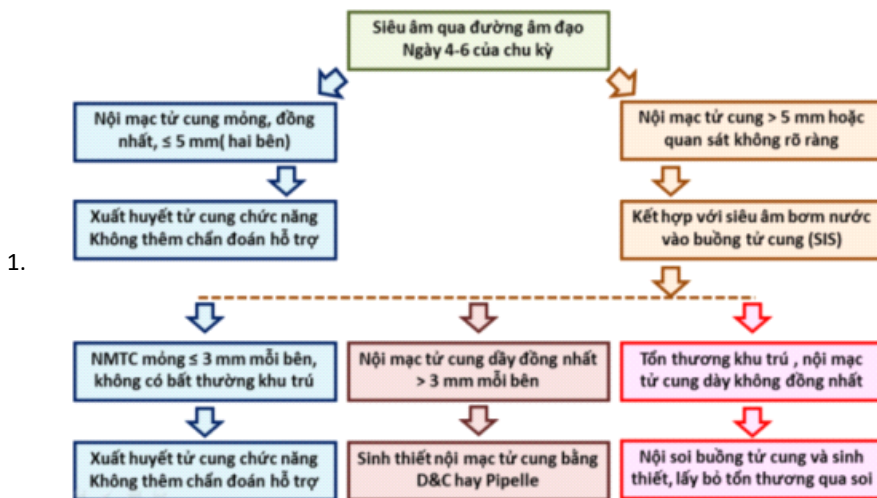 Siêu âm qua đường âm đạo
Ngày 4-6 của chu kỳ
Nội mạc tử cung mỏng, đồng
nhất, ≤ 5 mm( hai bên)
Nội mạc tử cung > 5 mm hoặc
quan sát không rõ ràng
Xuất huyết tử cung chức năng
Không thêm chẩn đoán hỗ trợ
Kết hợp với siêu âm bơm nước
vào buồng tử cung (SIS)
1.
NMTC mỏng ≤ 3 mm mỗi bên,
không có bất thường khu trú
Nội mạc tử cung dầy đồng nhất
> 3 mm mỗi bên
Tổn thương khu trú , nội mạc
tử cung dày không đồng nhất
Xuất huyết tử cung chức năng
Không thêm chẩn đoán hỗ trợ
Sinh thiết nội mạc tử cung bằng
D&C hay Pipelle
Nội soi buồng tử cung và sinh
thiết, lấy bỏ tổn thương qua soi